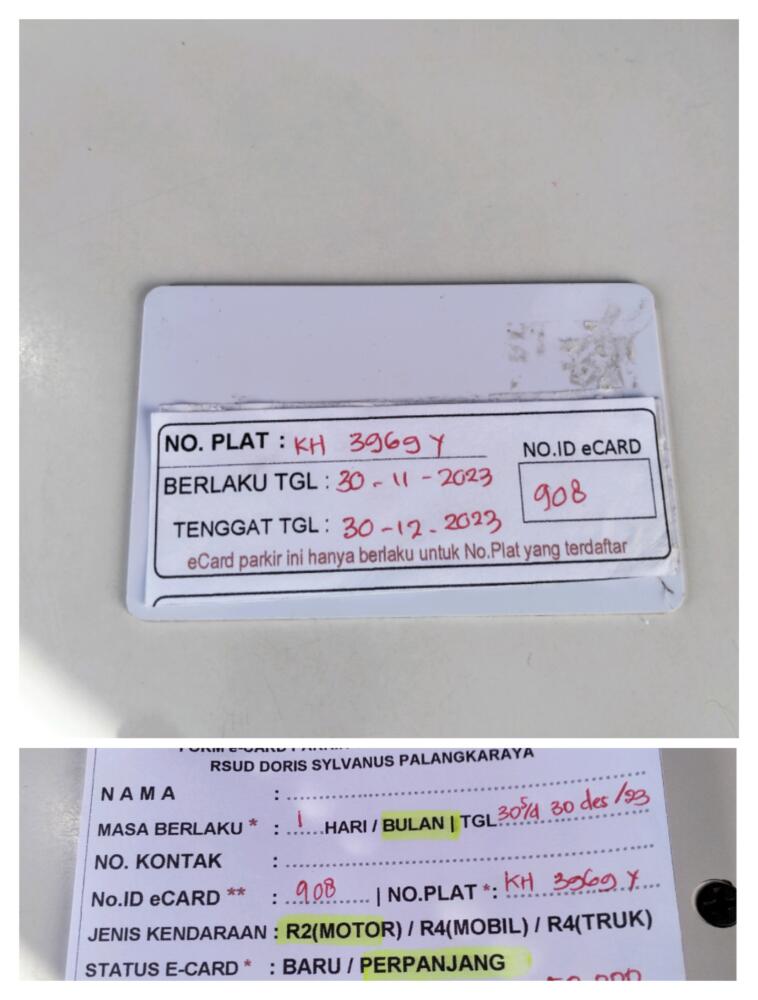 NO. PLAT : KH 3969 Y
NO.ID eCARD
BERLAKU TGL : 30 - 11 - 2023
908
TENGGAT TGL : 30 - 12 - 2023
eCard parkir ini hanya berlaku untuk No.Plat yang terdaftar
FORM e-CARD
RSUD DORIS SYLVANUS PALANGKARAYA
NAMA :
MASA BERLAKU * : 1 HARI / BULAN | TGL 30 s/d 30 des /23
NO. KONTAK :
No.ID eCARD ** : 908 | NO.PLAT *: KH 3969 Y
JENIS KENDARAAN : R2(MOTOR) / R4(MOBIL) / R4(TRUK)
STATUS E-CARD * : BARU / PERPANJANG